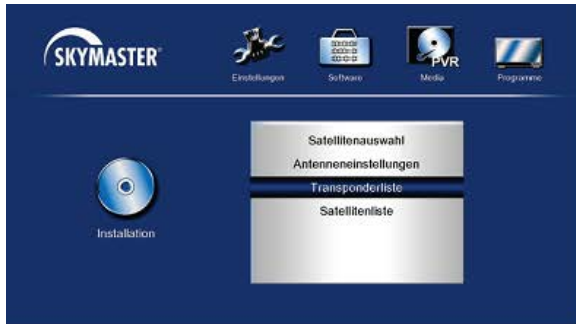 SKYMASTER
PVR
Einstellungen Software Media Programme
Satellitenauswahl
Antenneneinstellungen
Transponderliste
Satellitenliste
Installation